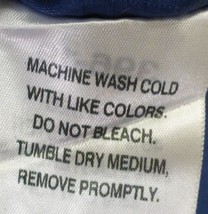 MACHINE WASH COLD
WITH LIKE COLORS.
DO NOT BLEACH.
TUMBLE DRY MEDIUM,
REMOVE PROMPTLY.